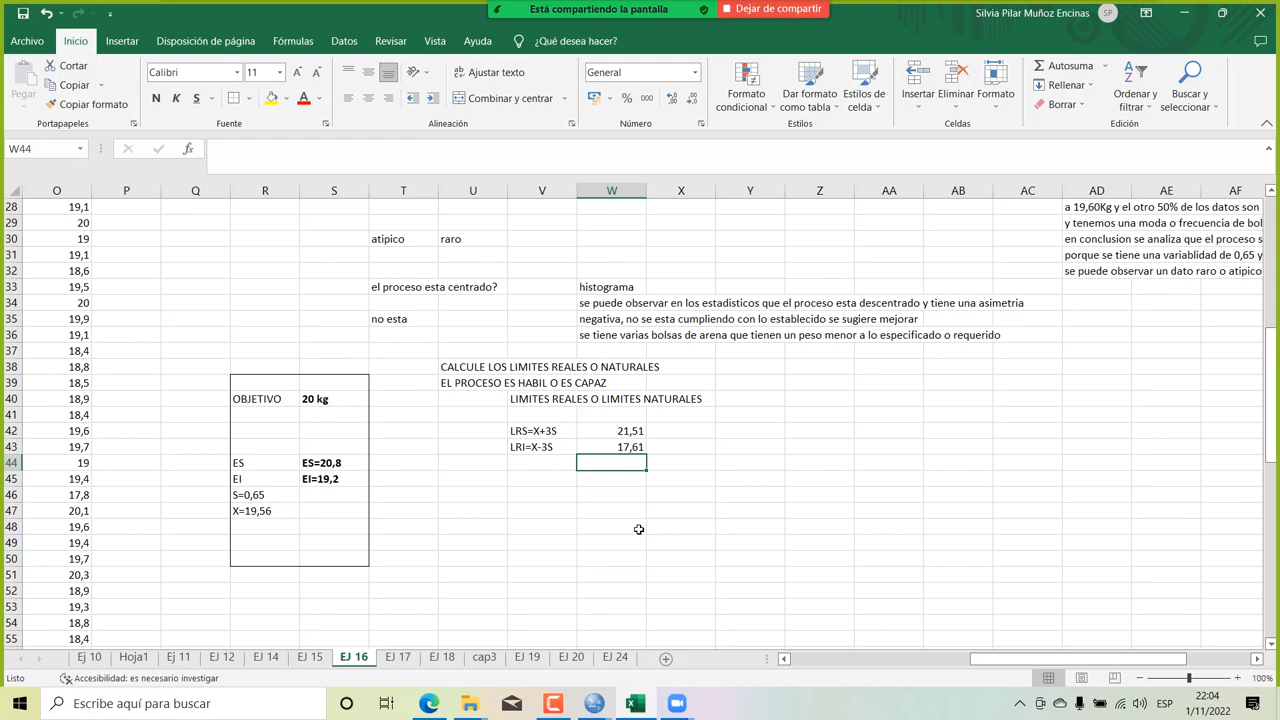 Está compartiendo la pantalla
Dejar de compartir
Silvia Pilar Muñoz Encinas
SP
Archivo Inicio Insertar Disposición de página Fórmulas Datos Revisar Vista Ayuda ¿Qué desea hacer?
Pegar
Cortar
Copiar
Copiar formato
Portapapeles
Calibri 11
N K S
Fuente
Ajustar texto
Combinar y centrar
Alineación
General
% 000
Número
Formato condicional
Dar formato como tabla
Estilos de celda
Estilos
Insertar Eliminar Formato
Celdas
Autosuma
Rellenar
Borrar
Ordenar y filtrar
Buscar y seleccionar
Edición
W44 fx
O P Q R S T U V W X Y Z AA AB AC AD AE AF
28 19,1 a 19,60Kg y el otro 50% de los datos son
29 20 y tenemos una moda o frecuencia de bol
30 19 atipico raro en conclusion se analiza que el proceso s
31 19,1 porque se tiene una variablidad de 0,65 y
32 18,6 se puede observar un dato raro o atipico
33 19,5 el proceso esta centrado? histograma
34 20 se puede observar en los estadisticos que el proceso esta descentrado y tiene una asimetria
35 19,9 no esta negativa, no se esta cumpliendo con lo establecido se sugiere mejorar
36 19,1 se tiene varias bolsas de arena que tienen un peso menor a lo especificado o requerido
37 18,4
38 18,8 CALCULE LOS LIMITES REALES O NATURALES
39 18,5 EL PROCESO ES HABIL O ES CAPAZ
40 18,9 OBJETIVO 20 kg LIMITES REALES O LIMITES NATURALES
41 18,4
42 19,6 LRS=X+3S 21,51
43 19,7 LRI=X-3S 17,61
44 19 ES ES=20,8
45 19,4 EI EI=19,2
46 17,8 S=0,65
47 20,1 X=19,56
48 19,6
49 19,4
50 19,7
51 20,3
52 18,9
53 19,3
54 18,8
55 18,4
Ej 10 Hoja1 Ej 11 EJ 12 EJ 14 EJ 15 EJ 16 EJ 17 EJ 18 cap3 EJ 19 EJ 20 EJ 24
Listo Accesibilidad: es necesario investigar 100%
Escribe aquí para buscar
ESP
22:04
1/11/2022